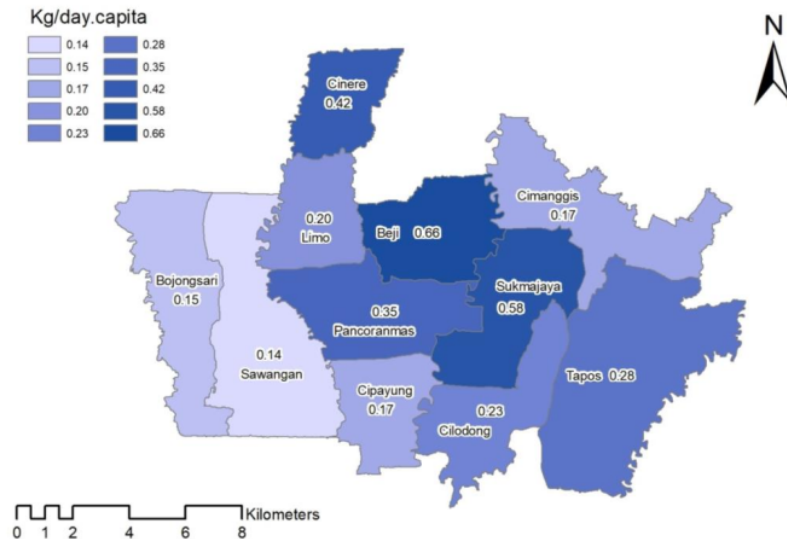 Kg/day.capita
0.14 0.28
0.15 0.35
0.17 0.42
0.20 0.58
0.23 0.66
N
Cinere
0.42
Cimanggis
0.17
0.20
Limo
Beji 0.66
Bojongsari
0.15
Sukmajaya
0.58
0.35
Pancoranmas
0.14
Sawangan
Cipayung
0.17
Tapos 0.28
0.23
Cilodong
Kilometers
0 1 2 4 6 8